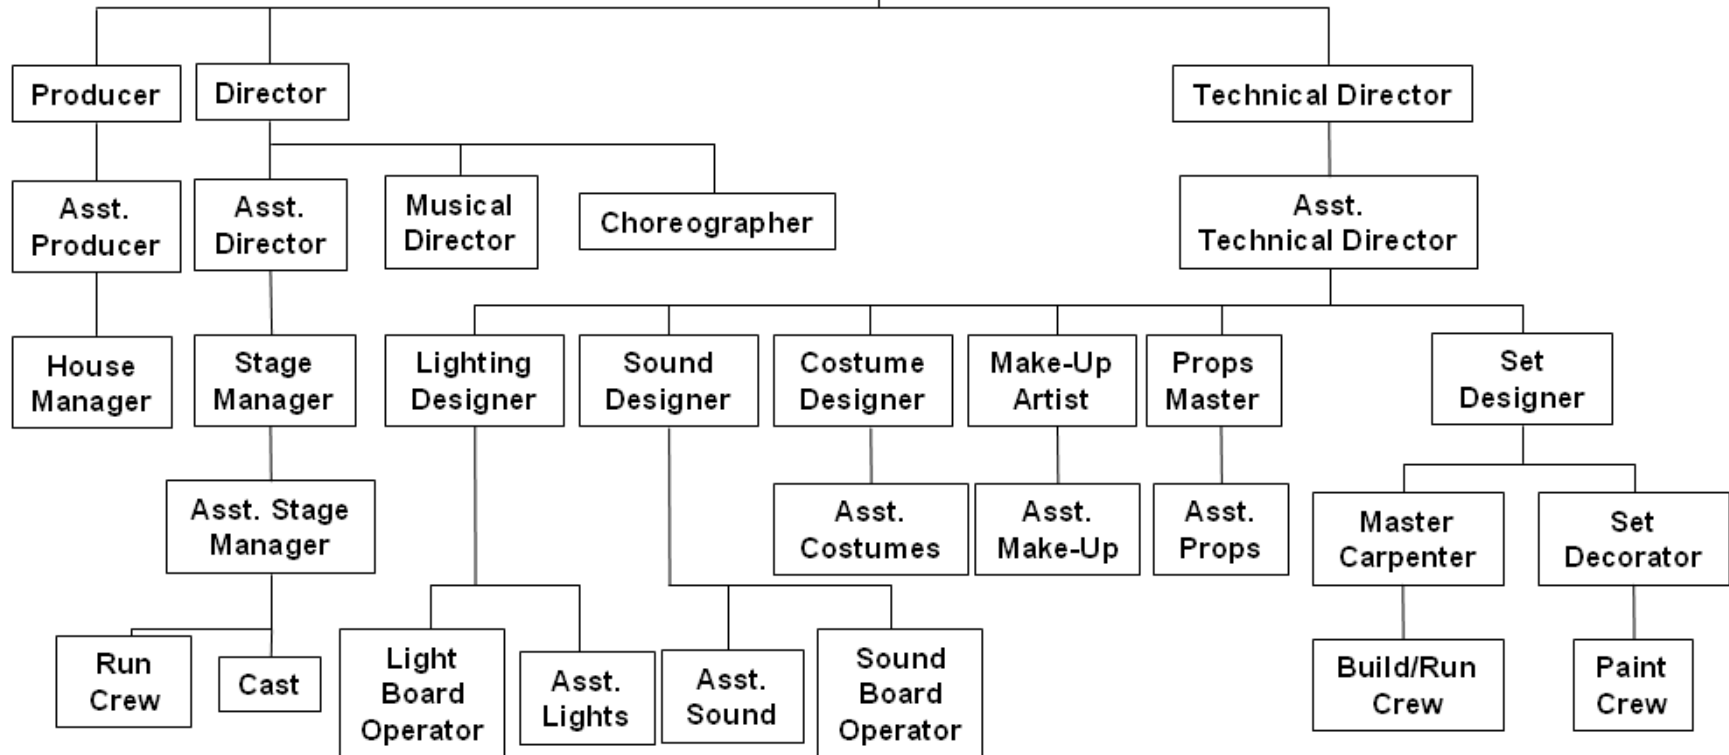 Producer
Director
Technical Director
Asst.
Producer
Asst.
Director
Musical
Director
Choreographer
Asst.
Technical Director
House
Manager
Stage
Manager
Lighting
Designer
Sound
Designer
Costume
Designer
Make-Up
Artist
Props
Master
Set
Designer
Asst. Stage
Manager
Asst.
Costumes
Asst.
Make-Up
Asst.
Props
Master
Carpenter
Set
Decorator
Run
Crew
Cast
Light
Board
Operator
Asst.
Lights
Asst.
Sound
Sound
Board
Operator
Build/Run
Crew
Paint
Crew